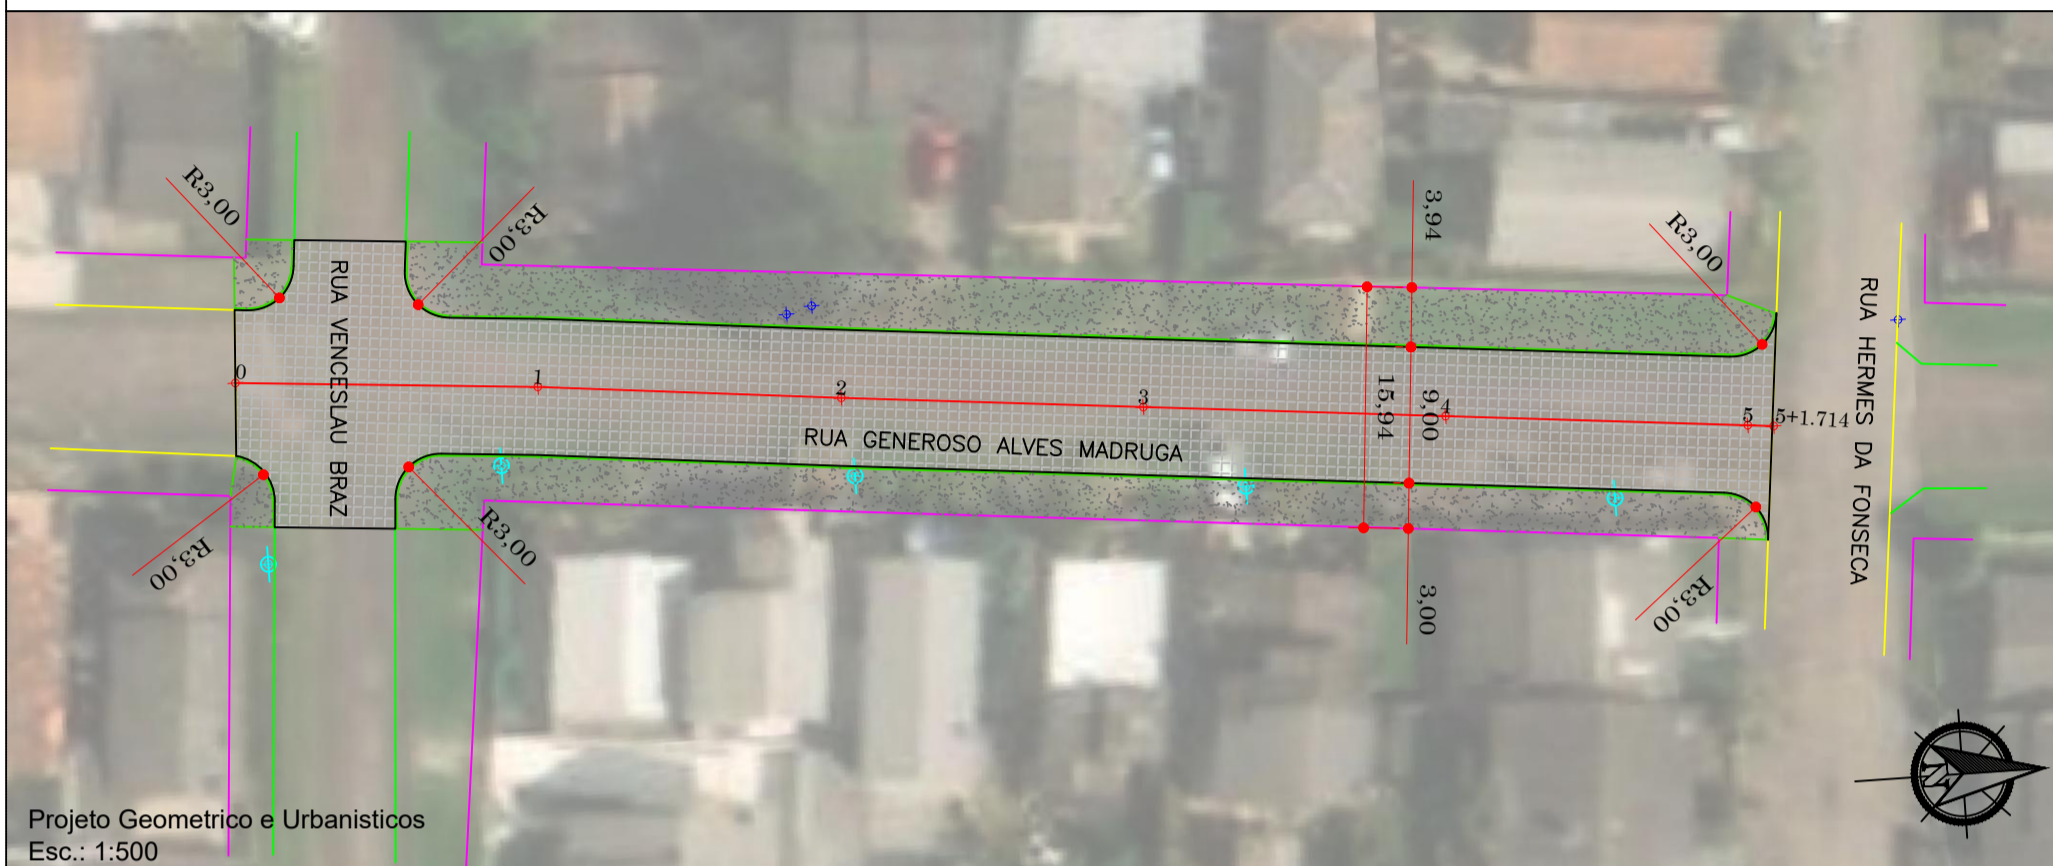 R3,00
R3,00
3,94
R3,00
RUA VENCESLAU BRAZ
RUA HERMES DA FONSECA
0
1
2
3
4
5
5+1.714
15,94
9,00
RUA GENEROSO ALVES MADRUGA
R3,00
R3,00
3,00
R3,00
N
Projeto Geometrico e Urbanisticos
Esc.: 1:500